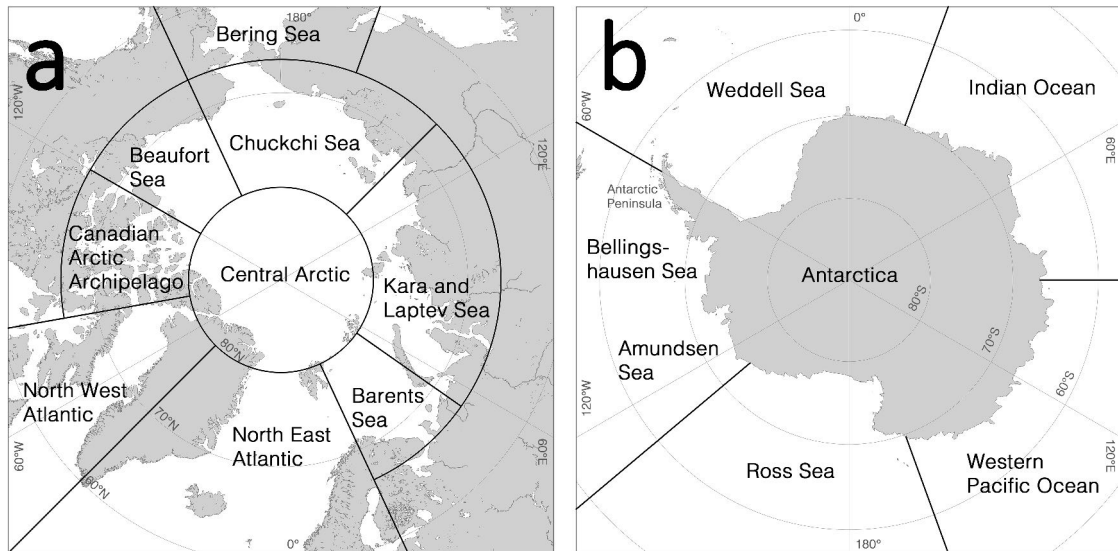 a
180°
Bering Sea
120°W
120°E
Chuckchi Sea
Beaufort
Sea
Canadian
Arctic
Archipelago
Central Arctic
Kara and
Laptev Sea
80°N
North West
Atlantic
70°N
Barents
Sea
North East
Atlantic
60°W
60°N
60°E
0°
b
0°
Weddell Sea
Indian Ocean
60°W
60°E
Antarctic
Peninsula
Bellings-
hausen Sea
Antarctica
80°S
70°S
60°S
Amundsen
Sea
120°W
Ross Sea
Western
Pacific Ocean
120°E
180°